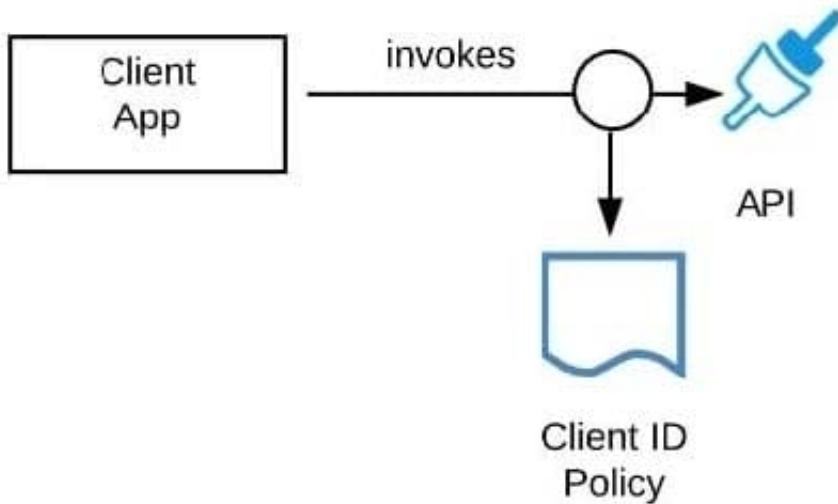 Client
App
invokes
API
Client ID
Policy